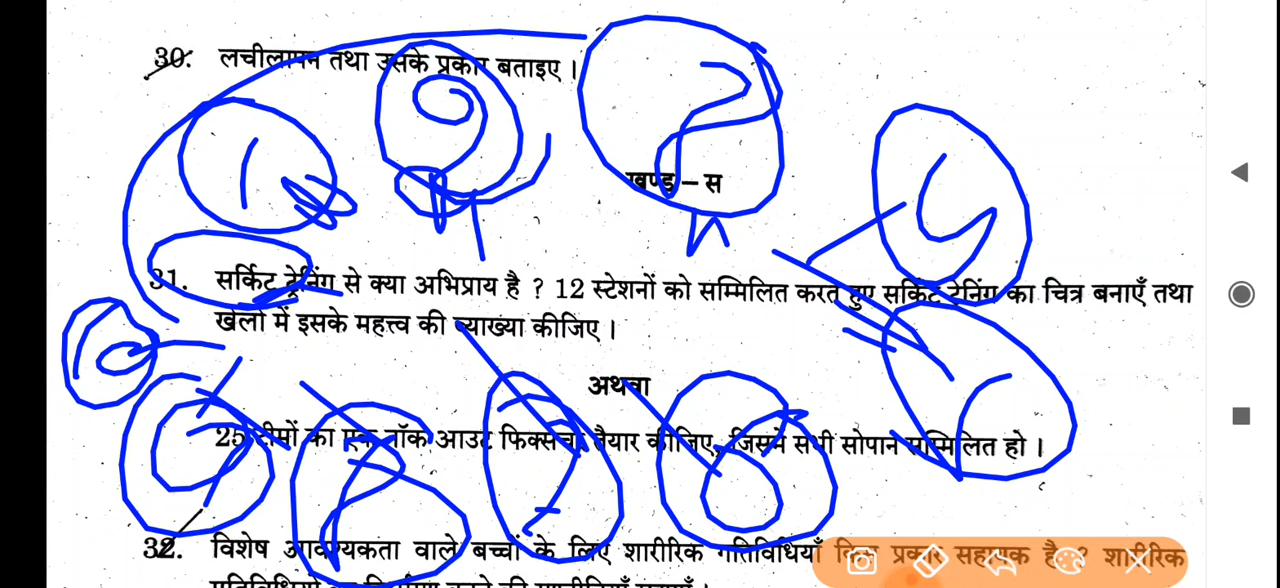 30. लचीलापन तथा उसके प्रकार बताइए ।
खण्ड – स
31. सर्किट ट्रेनिंग से क्या अभिप्राय है ? 12 स्टेशनों को सम्मिलित करते हुए सर्किट ट्रेनिंग का चित्र बनाएँ तथा
खेलों में इसके महत्त्व की व्याख्या कीजिए ।
अथवा
25 टीमों का एक नॉक आउट फिक्सचर तैयार कीजिए, जिसमें सभी सोपान सम्मिलित हो ।
32. विशेष आवश्यकता वाले बच्चों के लिए शारीरिक गतिविधियाँ किस प्रकार सहायक है ? शारीरिक